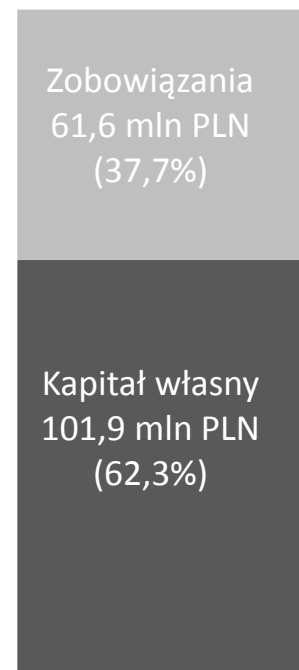 Zobowiązania
61,6 mln PLN
(37,7%)
Kapitał własny
101,9 mln PLN
(62,3%)